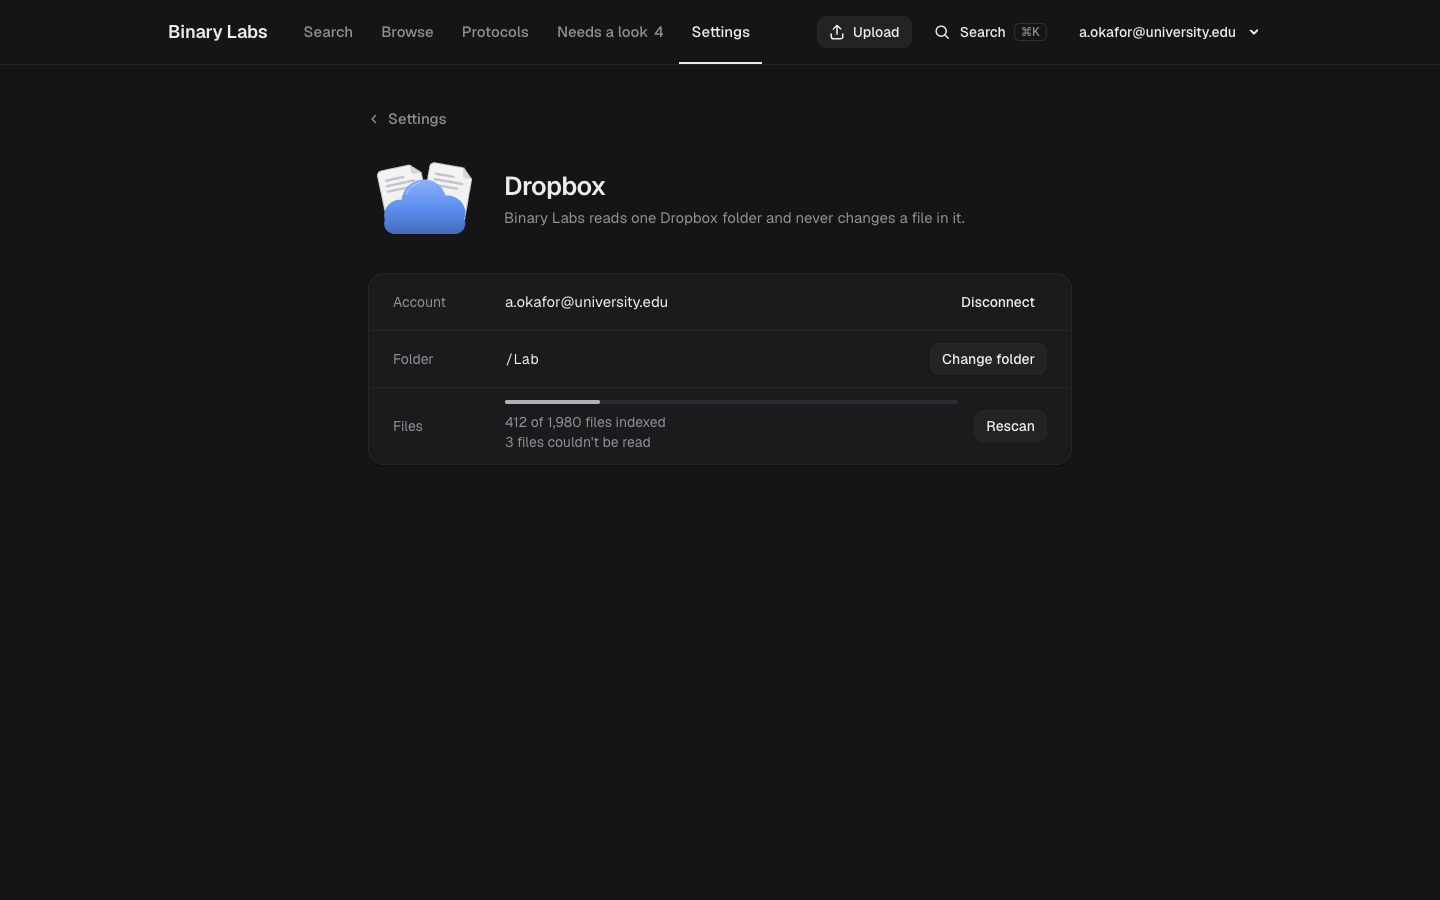 Binary Labs
Search
Browse
Protocols
Needs a look 4
Settings
Upload
Search ⌘K
a.okafor@university.edu
Settings
Dropbox
Binary Labs reads one Dropbox folder and never changes a file in it.
Account
a.okafor@university.edu
Disconnect
Folder
/Lab
Change folder
Files
412 of 1,980 files indexed
3 files couldn't be read
Rescan